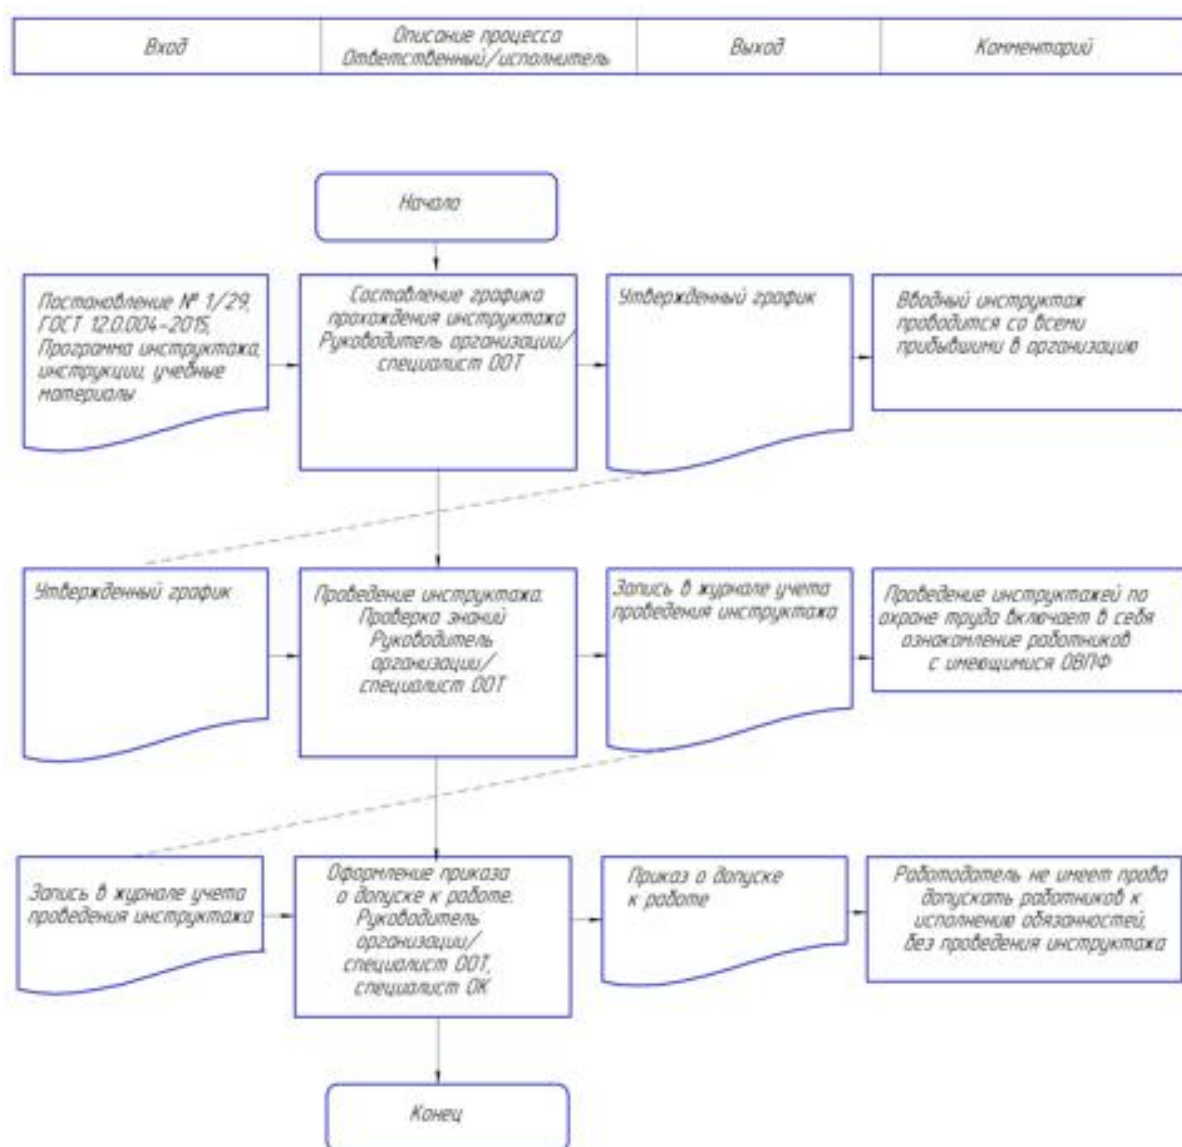 Вход
Описание процесса
Ответственный/исполнитель
Выход
Комментарий
Начало
Постановление № 1/29,
ГОСТ 12.0.004-2015,
Программа инструктажа,
инструкции, учебные
материалы
Составление графика
прохождения инструктажа
Руководитель организации/
специалист ООТ
Утвержденный график
Вводный инструктаж
проводится со всеми
прибывшими в организацию
Утвержденный график
Проведение инструктажа.
Проверка знаний
Руководитель
организации/
специалист ООТ
Запись в журнале учета
проведения инструктажа
Проведение инструктажей по
охране труда включает в себя
ознакомление работников
с имеющимися ОВПФ
Запись в журнале учета
проведения инструктажа
Оформление приказа
о допуске к работе.
Руководитель
организации/
специалист ООТ,
специалист ОК
Приказ о допуске
к работе
Работодатель не имеет права
допускать работников к
исполнению обязанностей,
без проведения инструктажа
Конец